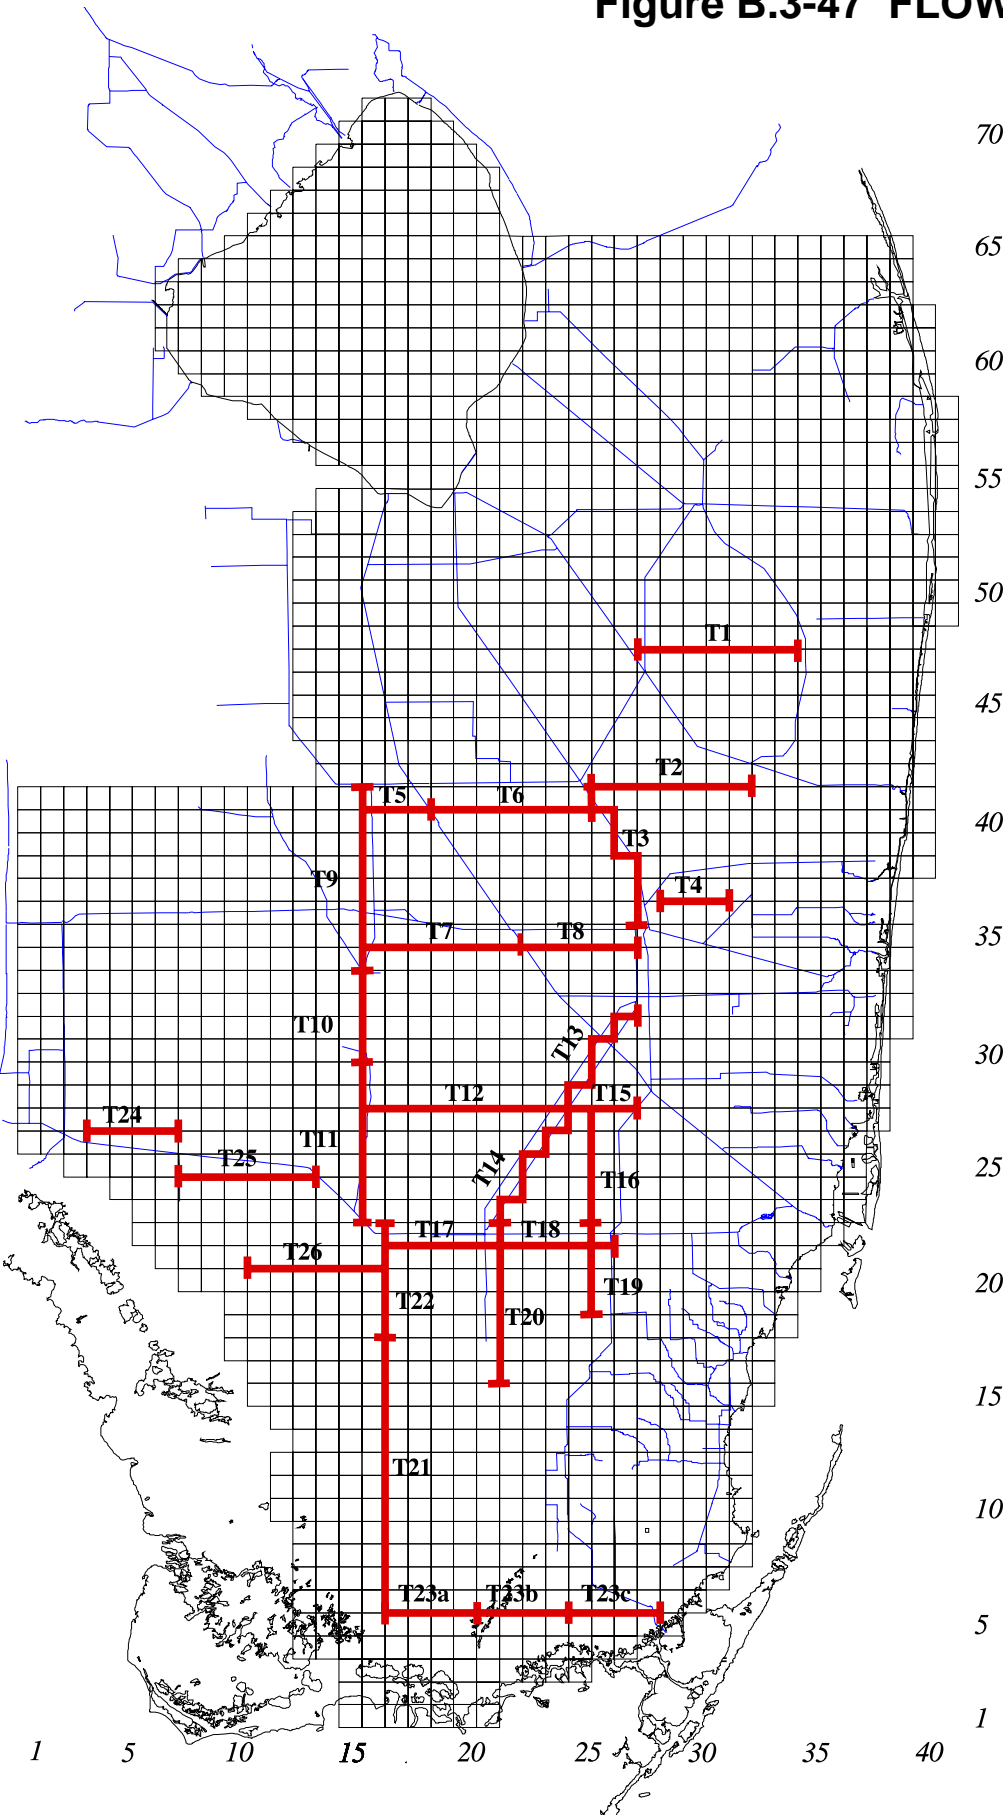 Figure B.3-47 FLOW
70
65
60
55
50
T1
45
T2
T5 T6
40
T3
T9
T4
T7 T8
35
T10
T13
30
T12 T15
T24
T11
T25
T14
25
T16
T17 T18
T26
T22
T19
20
T20
15
T21
10
T23a T23b T23c
5
1
1 5 10 15 20 25 30 35 40